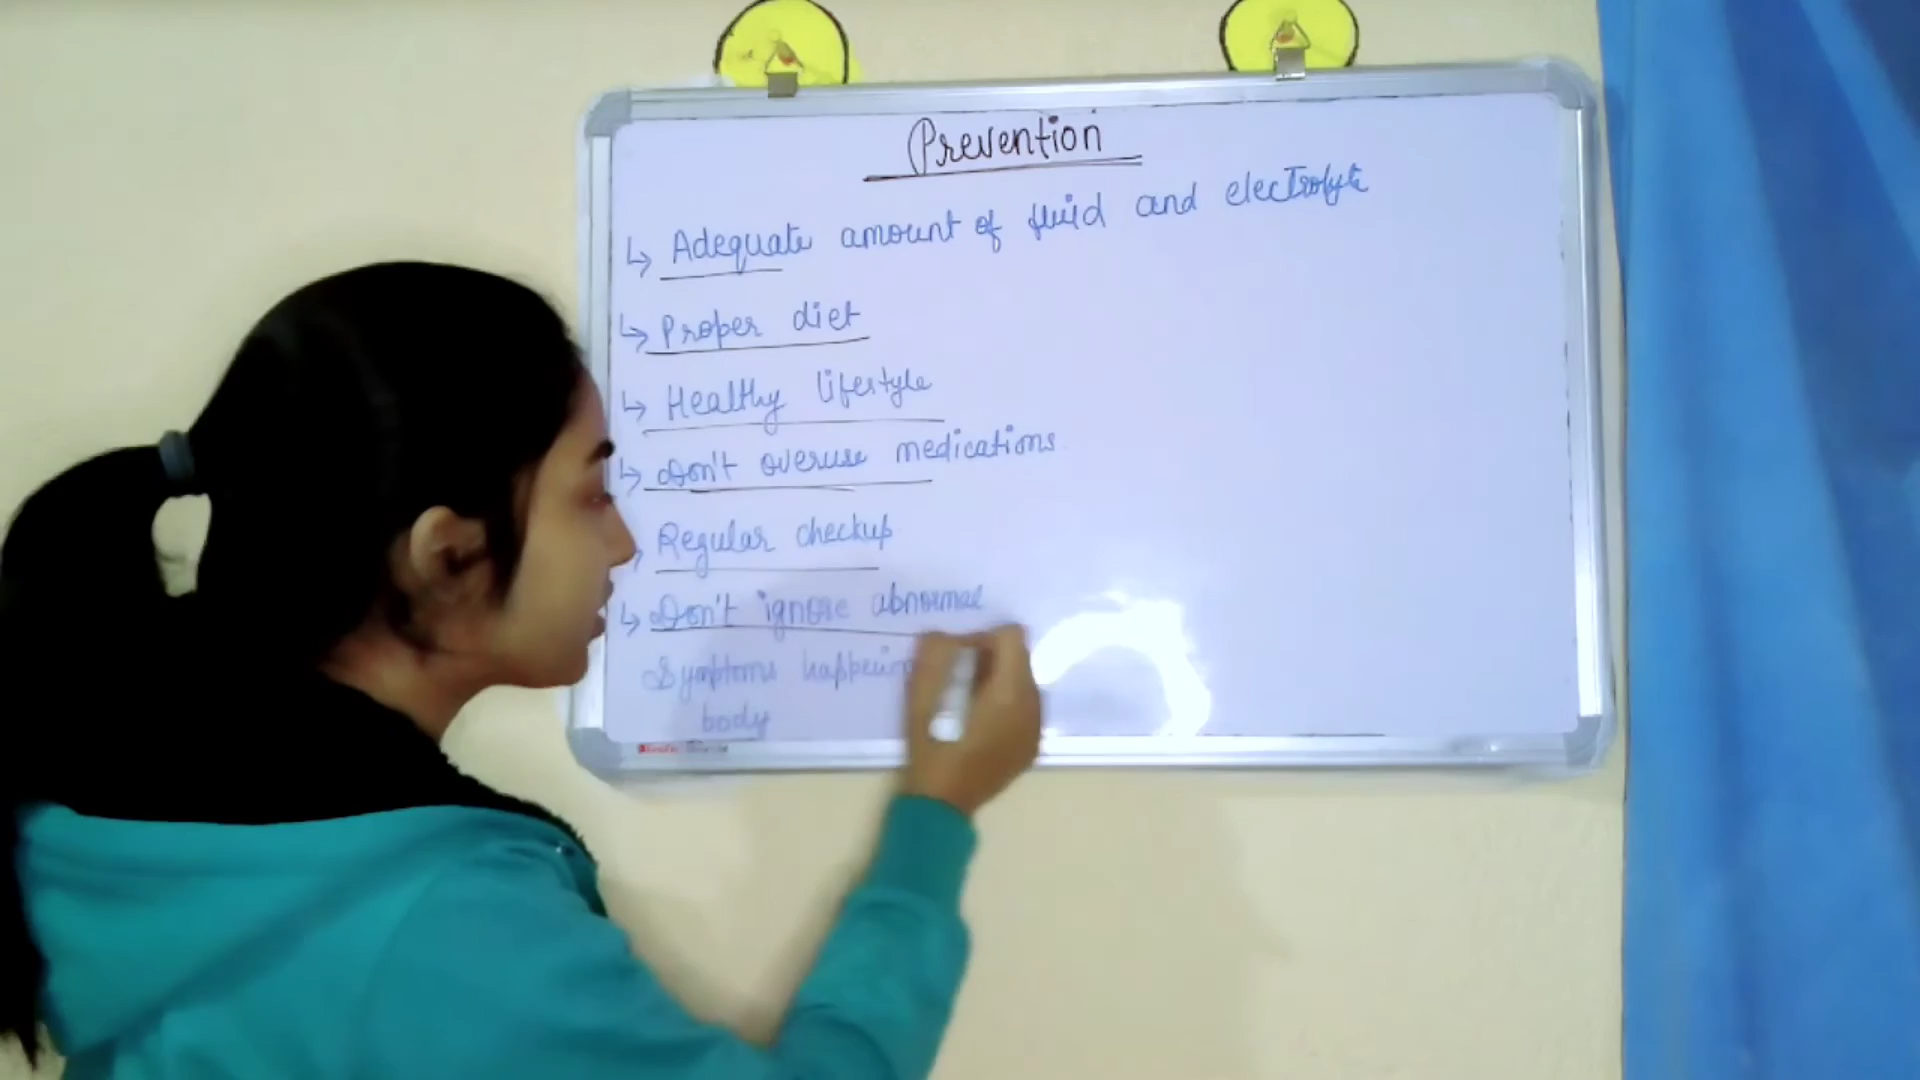 Prevention
↳ Adequate amount of fluid and electrolyte
↳ Proper diet
↳ Healthy lifestyle
↳ Don't overuse medications
Regular checkup
↳ Don't ignore abnormal
Symptoms
body